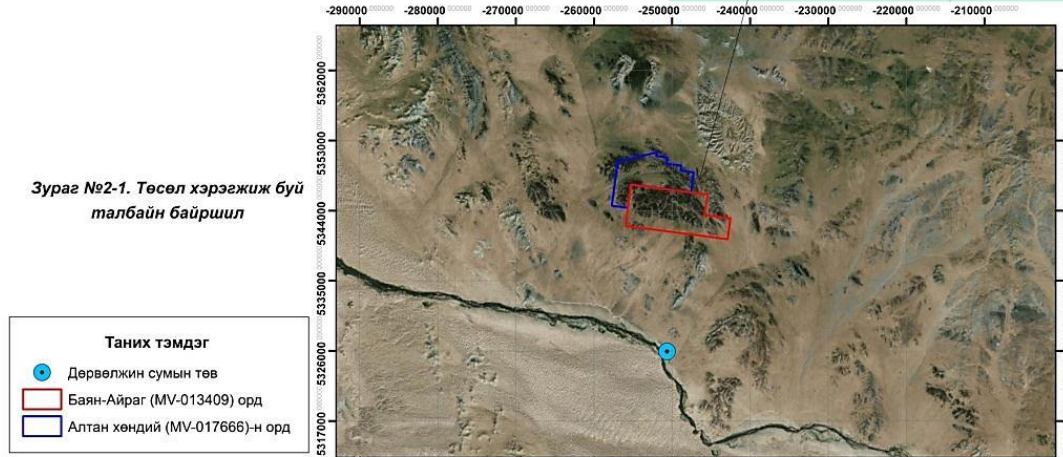 -290000 -280000 -270000 -260000 -250000 -240000 -230000 -220000 -210000
5362000
5353000
5344000
5335000
5326000
5317000
Зураг №2-1. Төсөл хэрэгжиж буй
талбайн байршил
Таних тэмдэг
Дөрвөлжин сумын төв
Баян-Айраг (MV-013409) орд
Алтан хөндий (MV-017666)-н орд